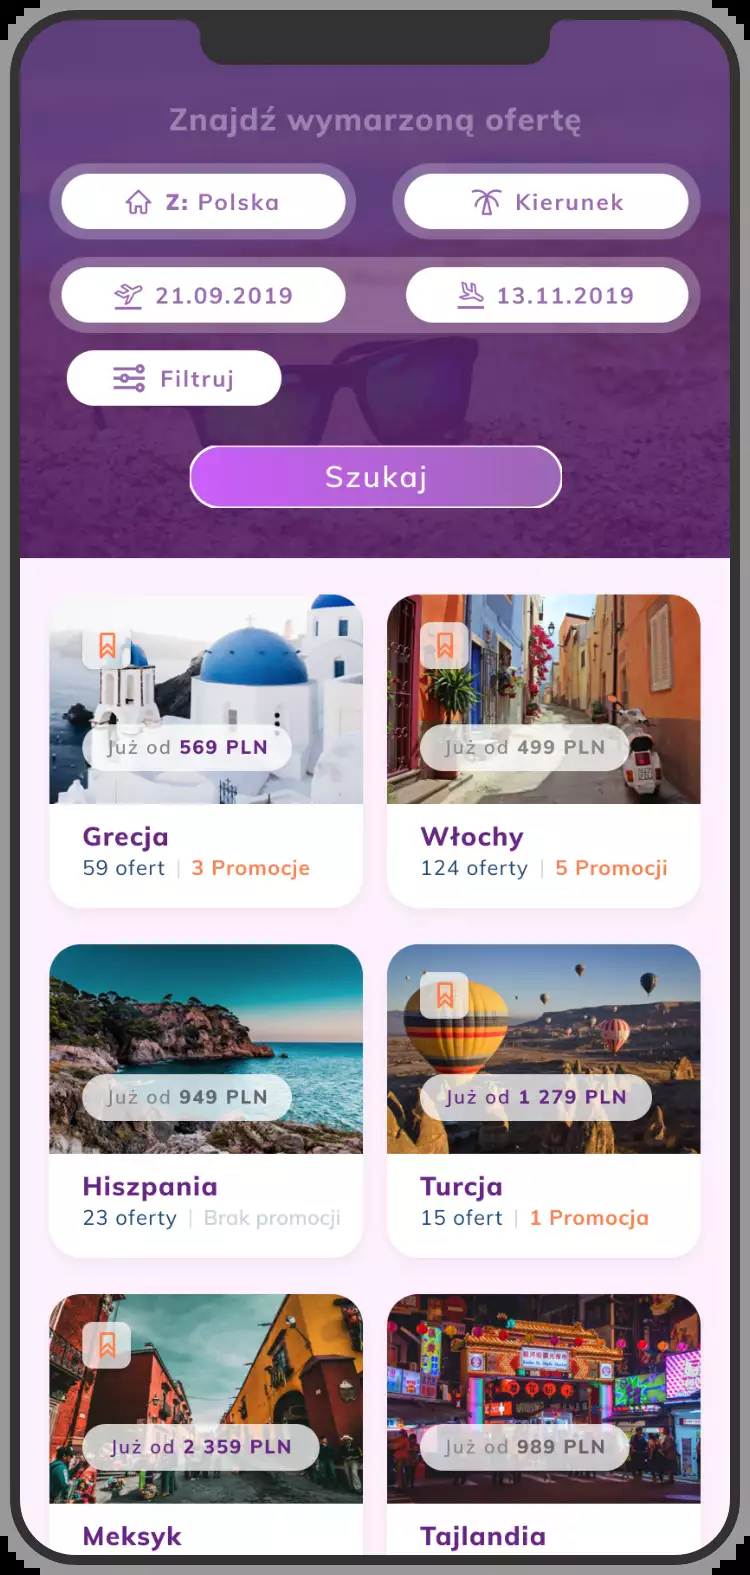 Znajdź wymarzoną ofertę
Z: Polska
Kierunek
21.09.2019
13.11.2019
Filtruj
Szukaj
Już od 569 PLN
Grecja
59 ofert | 3 Promocje
Już od 499 PLN
Włochy
124 oferty | 5 Promocji
Już od 949 PLN
Hiszpania
23 oferty | Brak promocji
Już od 1 279 PLN
Turcja
15 ofert | 1 Promocja
Już od 2 359 PLN
Meksyk
Już od 989 PLN
Tajlandia